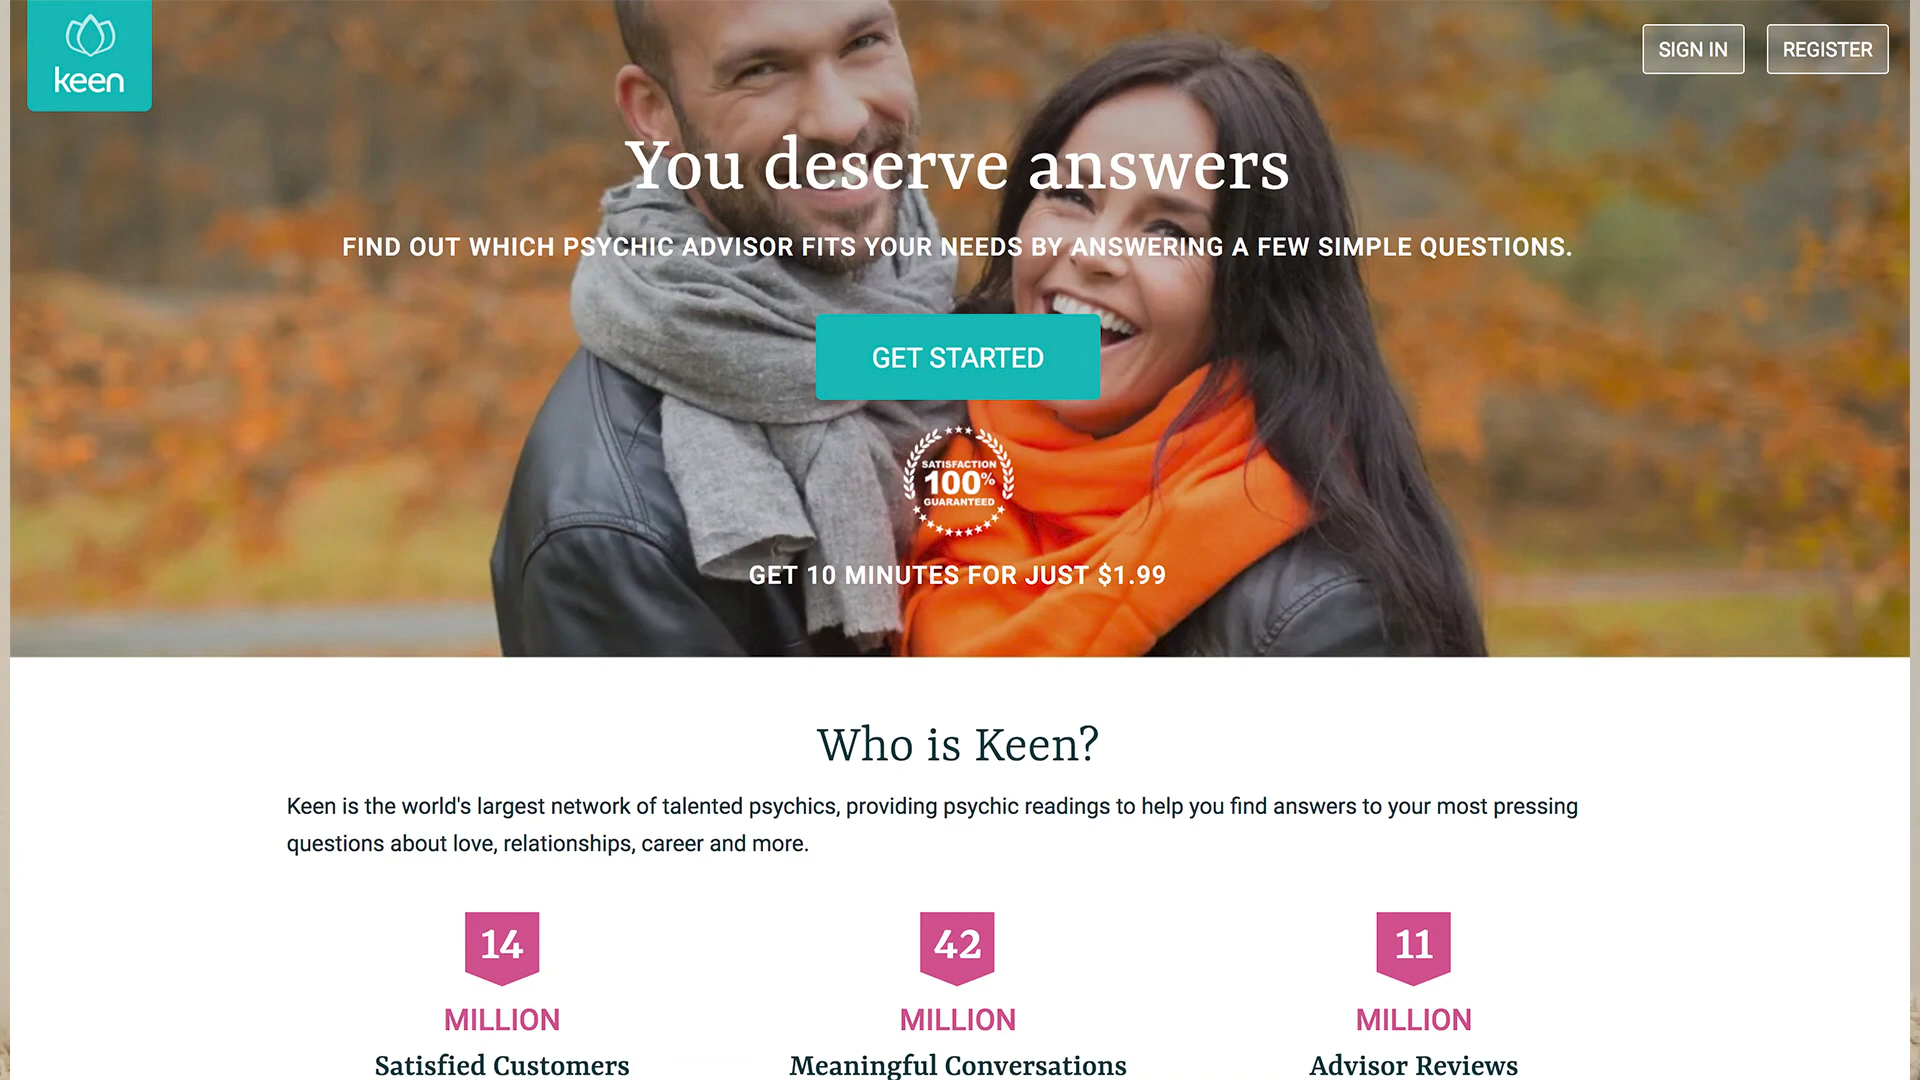 keen
SIGN IN
REGISTER
You deserve answers
FIND OUT WHICH PSYCHIC ADVISOR FITS YOUR NEEDS BY ANSWERING A FEW SIMPLE QUESTIONS.
GET STARTED
SATISFACTION
100%
GUARANTEED
GET 10 MINUTES FOR JUST $1.99
Who is Keen?
Keen is the world's largest network of talented psychics, providing psychic readings to help you find answers to your most pressing
questions about love, relationships, career and more.
14
MILLION
Satisfied Customers
42
MILLION
Meaningful Conversations
11
MILLION
Advisor Reviews